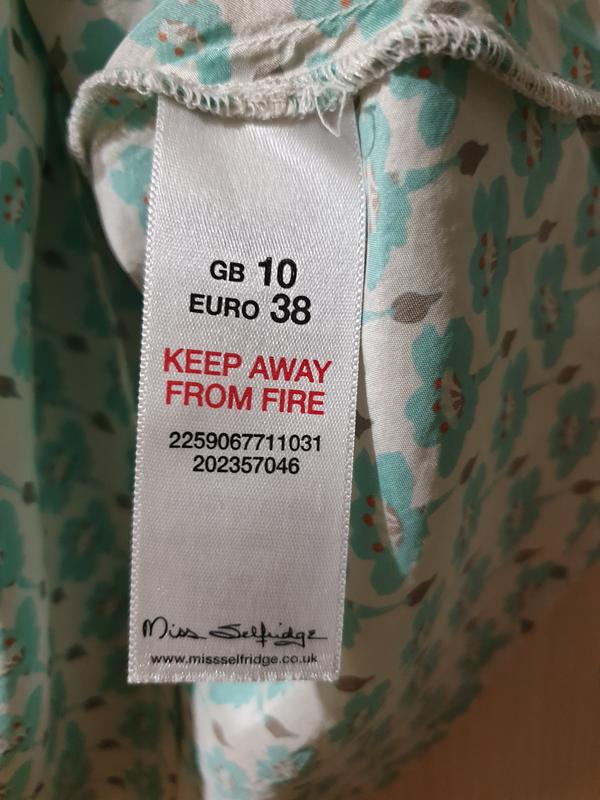 GB 10
EURO 38
KEEP AWAY
FROM FIRE
2259067711031
202357046
Miss Selfridge
www.missselfridge.co.uk